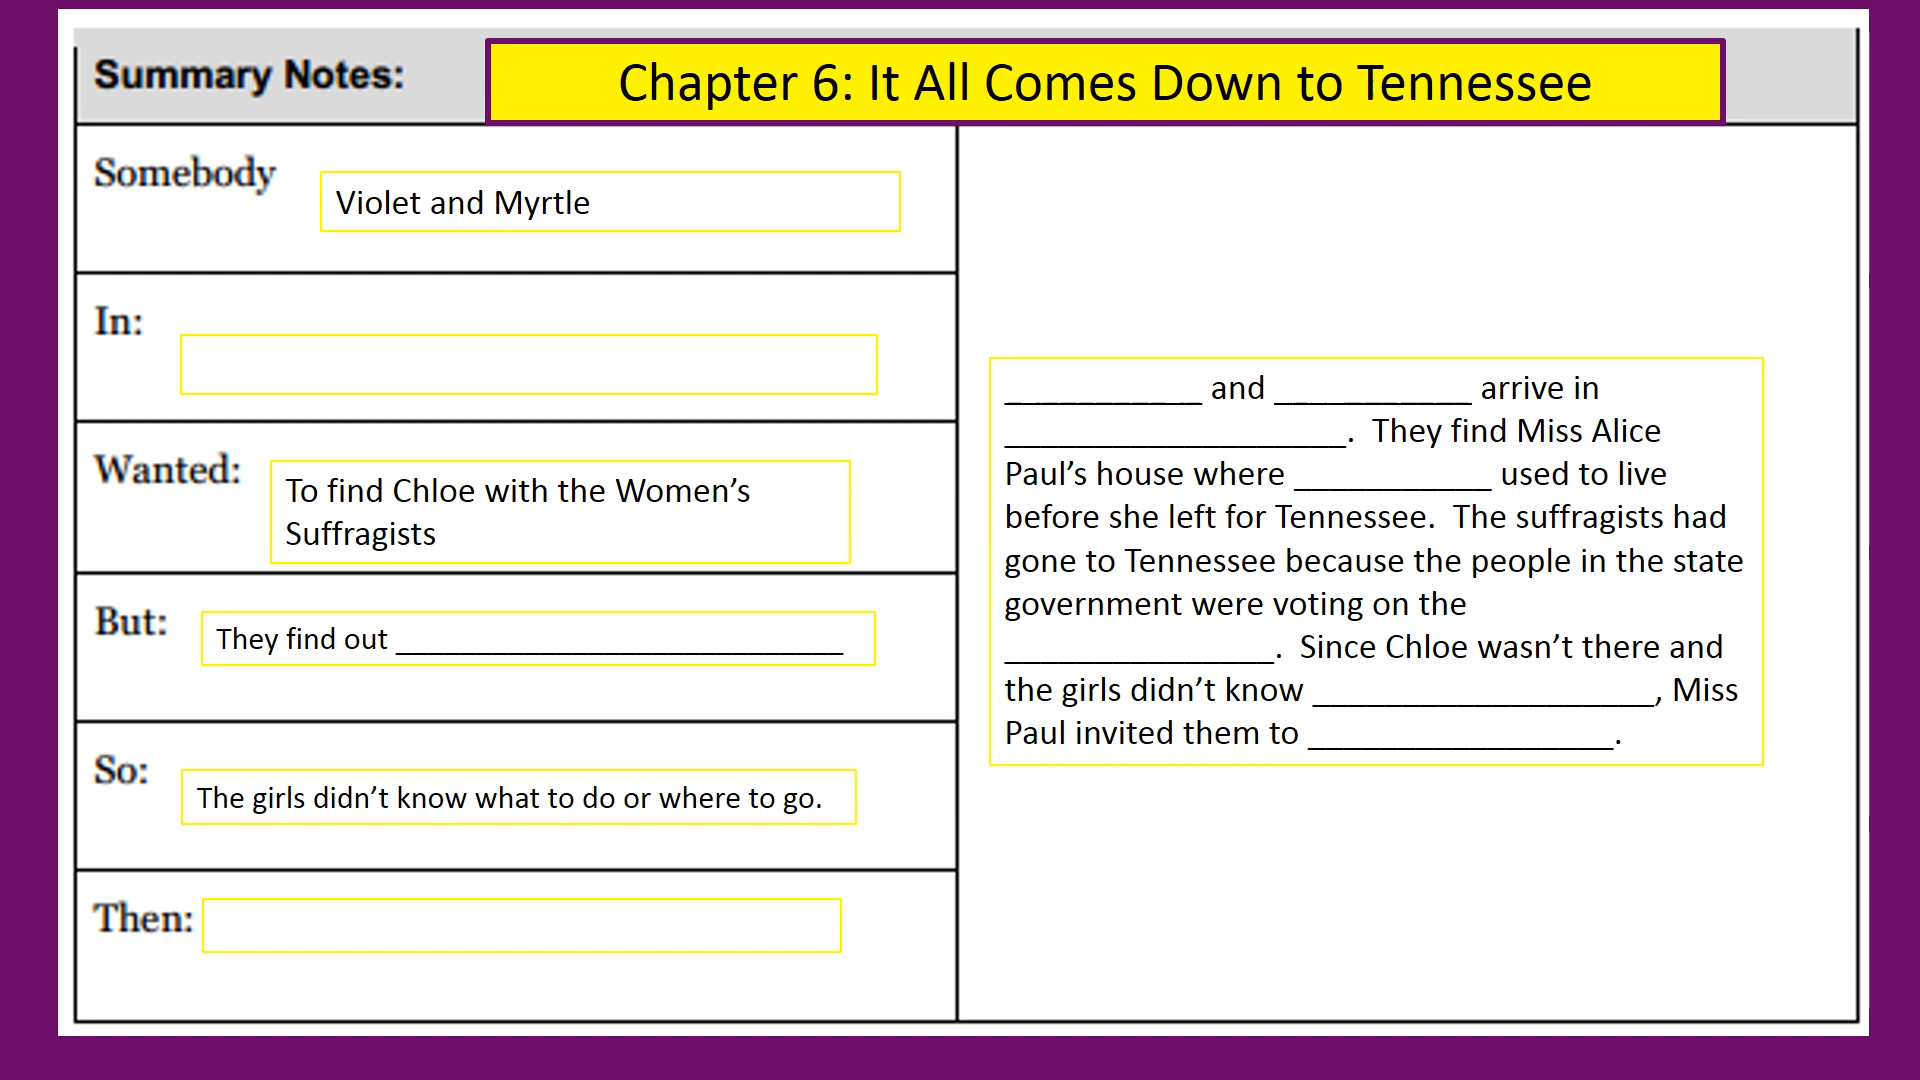 Summary Notes:
Chapter 6: It All Comes Down to Tennessee
Somebody
Violet and Myrtle
In:
Wanted:
To find Chloe with the Women’s
Suffragists
But:
They find out ____________________________
So:
The girls didn’t know what to do or where to go.
Then:
___________ and ___________ arrive in
___________________.  They find Miss Alice
Paul’s house where ___________ used to live
before she left for Tennessee.  The suffragists had
gone to Tennessee because the people in the state
government were voting on the
_______________.  Since Chloe wasn’t there and
the girls didn’t know ___________________, Miss
Paul invited them to _________________.